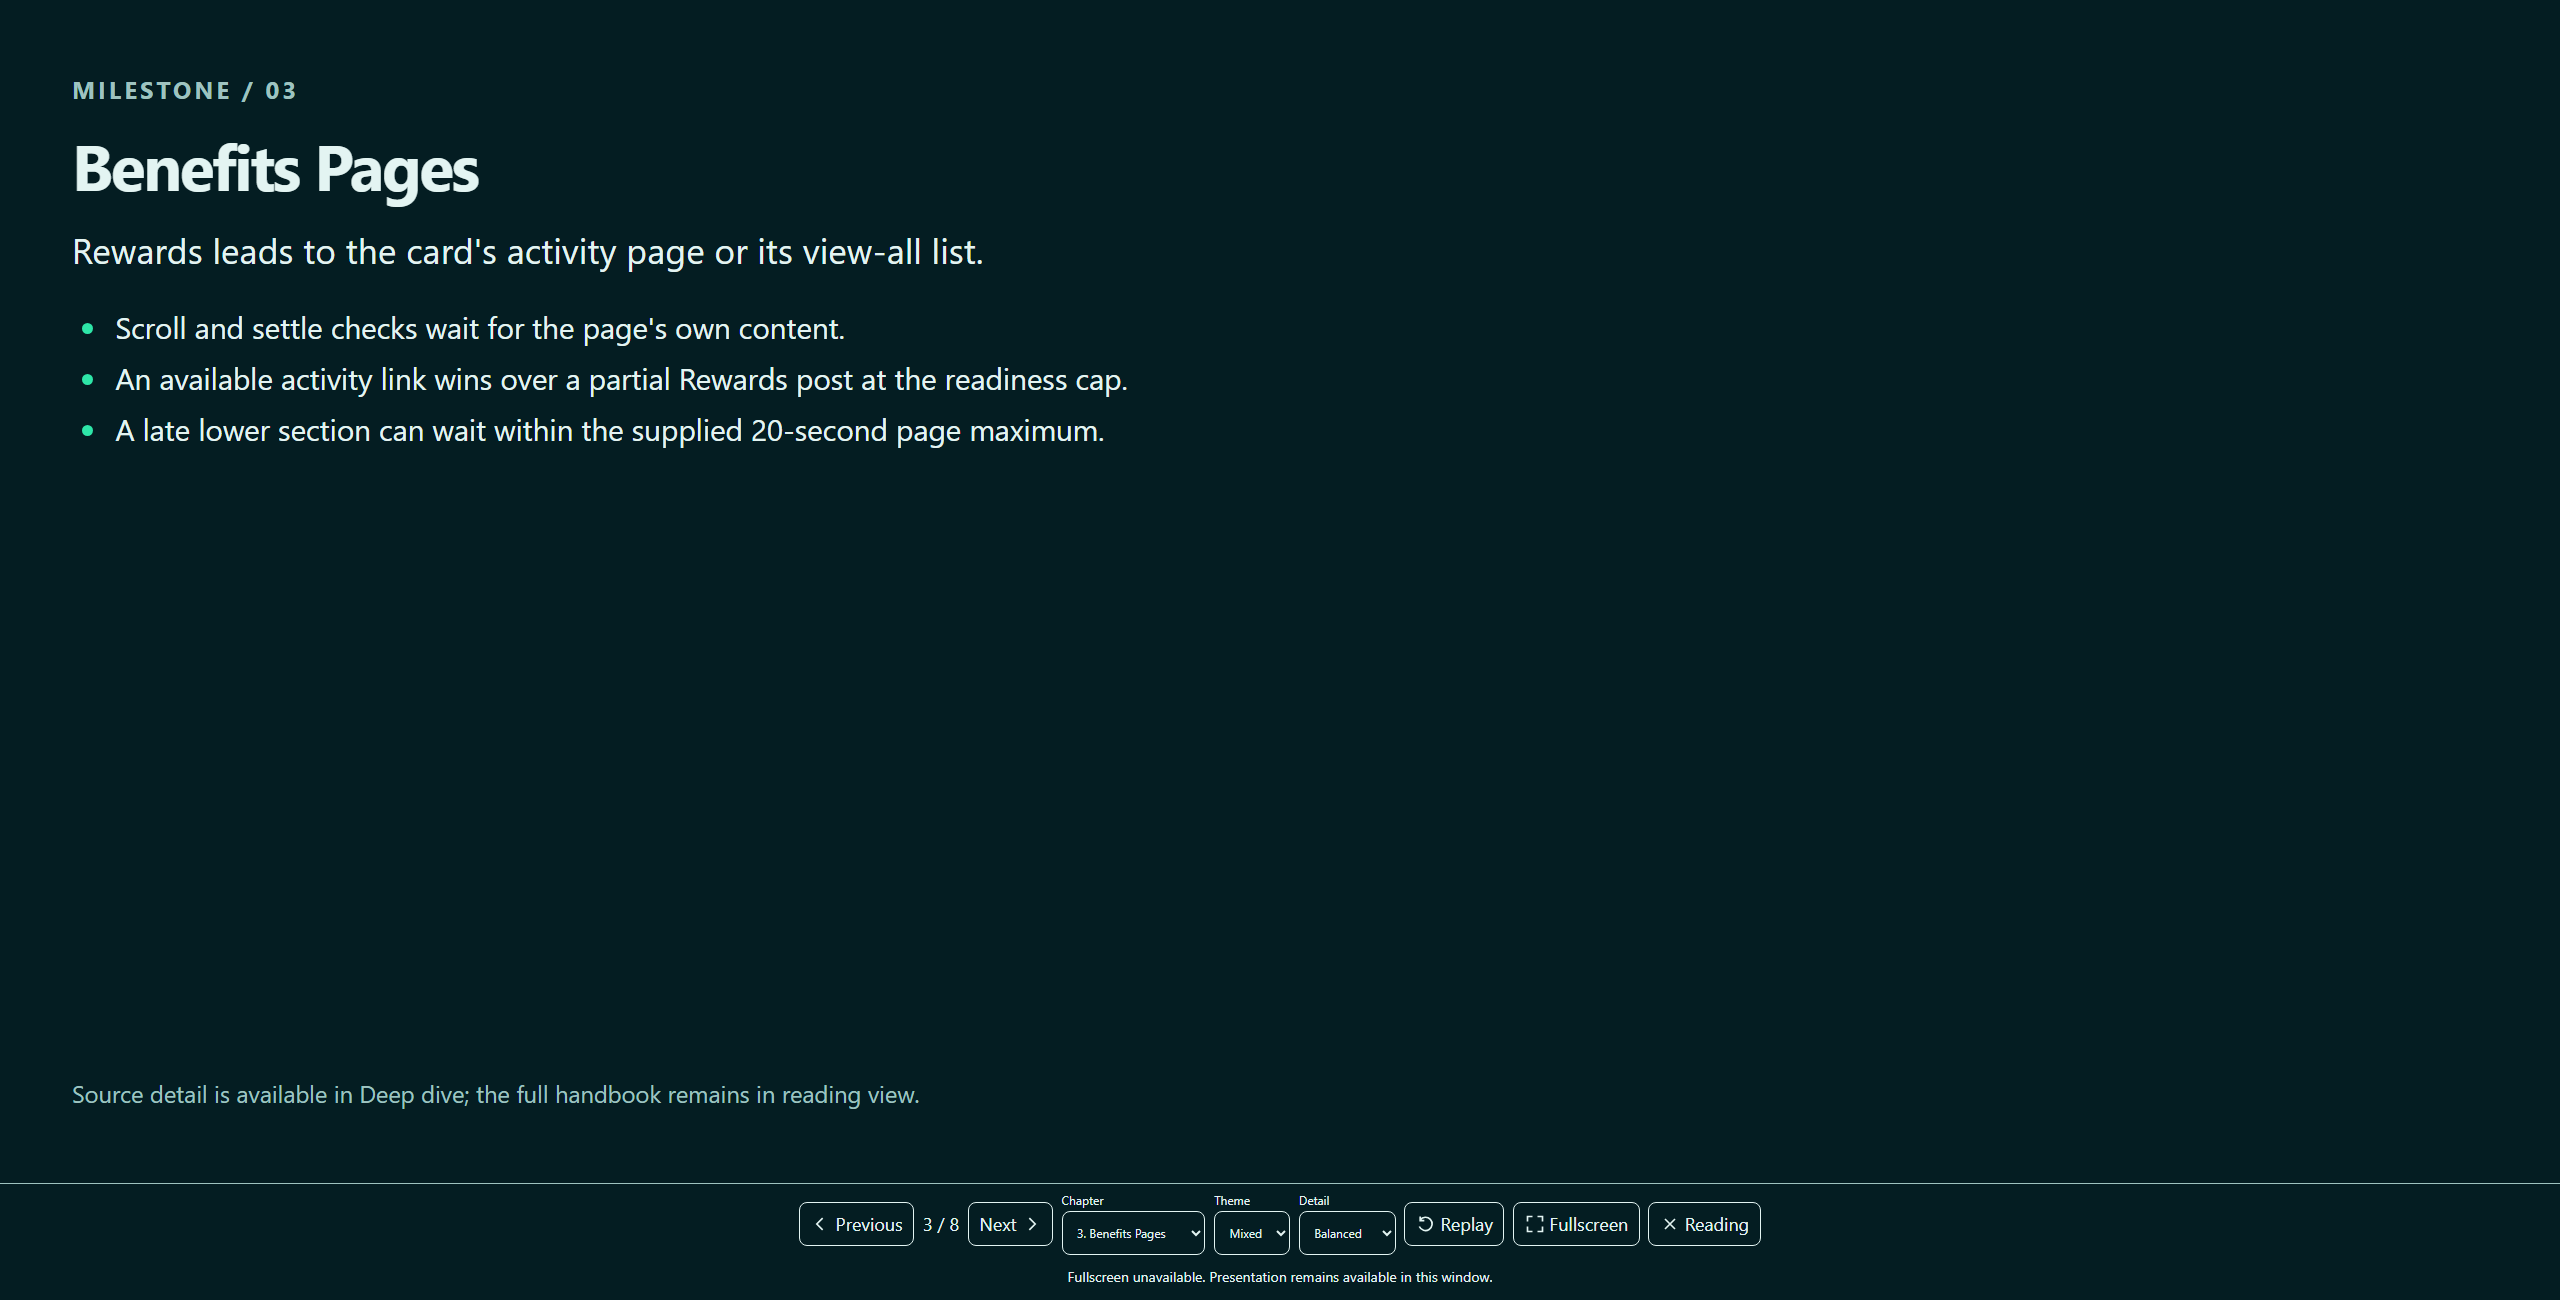 MILESTONE / 03
Benefits Pages
Rewards leads to the card's activity page or its view-all list.
Scroll and settle checks wait for the page's own content.
An available activity link wins over a partial Rewards post at the readiness cap.
A late lower section can wait within the supplied 20-second page maximum.
Source detail is available in Deep dive; the full handbook remains in reading view.
Chapter Theme Detail
Previous 3 / 8 Next 3. Benefits Pages Mixed Balanced Replay Fullscreen Reading
Fullscreen unavailable. Presentation remains available in this window.